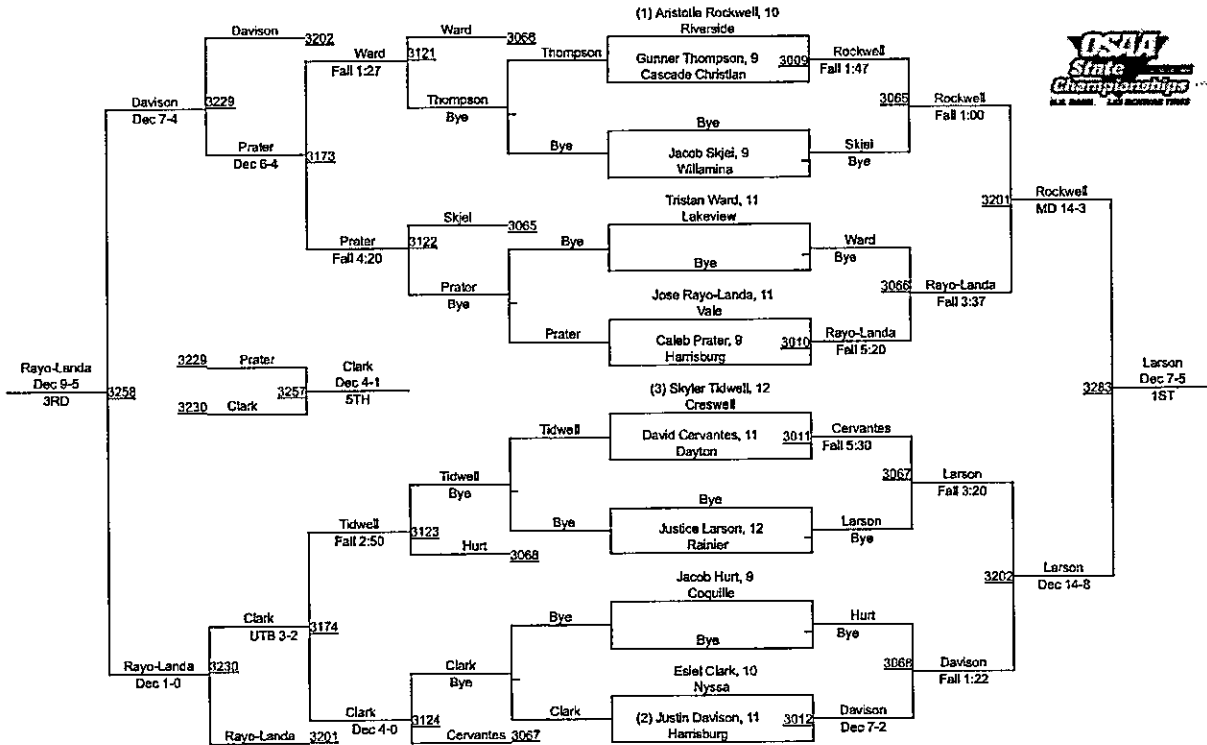 OSAA
State
Championships
(1) Aristotle Rockwell, 10
Riverside
Gunner Thompson, 9
Cascade Christian
3009
Rockwell
Fall 1:47
Bye
Jacob Skjei, 9
Willamina
Skjei
Bye
3065
Rockwell
Fall 1:00
Tristan Ward, 11
Lakeview
Bye
Ward
Bye
Jose Rayo-Landa, 11
Vale
Caleb Prater, 9
Harrisburg
3010
Rayo-Landa
Fall 5:20
3066
Rayo-Landa
Fall 3:37
3201
Rockwell
MD 14-3
(3) Skyler Tidwell, 12
Creswell
David Cervantes, 11
Dayton
3011
Cervantes
Fall 5:30
Bye
Justice Larson, 12
Rainier
Larson
Bye
3067
Larson
Fall 3:20
Jacob Hurt, 9
Coquille
Bye
Hurt
Bye
Esiel Clark, 10
Nyssa
(2) Justin Davison, 11
Harrisburg
3012
Davison
Dec 7-2
3068
Davison
Fall 1:22
3202
Larson
Dec 14-8
3283
Larson
Dec 7-5
1ST
Thompson
Bye
Thompson
Bye
Ward
3068
3121
Ward
Fall 1:27
Bye
Prater
Prater
Bye
Skjei
3065
3122
Prater
Fall 4:20
3173
Prater
Dec 6-4
Davison
3202
3229
Davison
Dec 7-4
3229
Prater
3230
Clark
3257
Clark
Dec 4-1
5TH
Tidwell
Bye
Tidwell
Bye
Hurt
3068
3123
Tidwell
Fall 2:50
Bye
Clark
Clark
Bye
Cervantes
3067
3124
Clark
Dec 4-0
3174
Clark
UTB 3-2
Rayo-Landa
3201
3230
Rayo-Landa
Dec 1-0
3258
Rayo-Landa
Dec 9-5
3RD